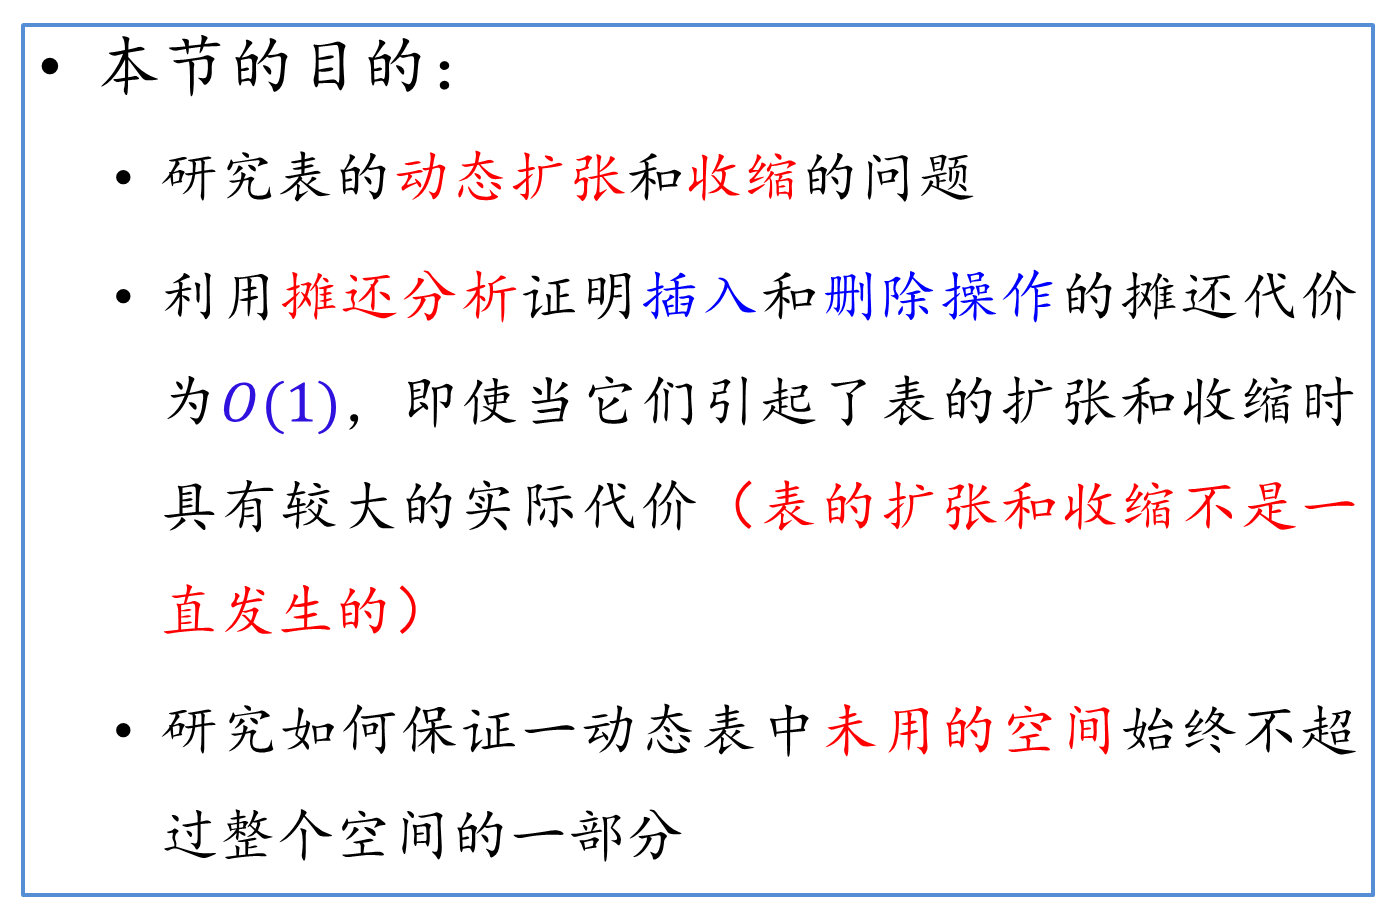 • 本节的目的：
• 研究表的动态扩张和收缩的问题
• 利用摊还分析证明插入和删除操作的摊还代价
为O(1)，即使当它们引起了表的扩张和收缩时
具有较大的实际代价（表的扩张和收缩不是一
直发生的）
• 研究如何保证一动态表中未用的空间始终不超
过整个空间的一部分